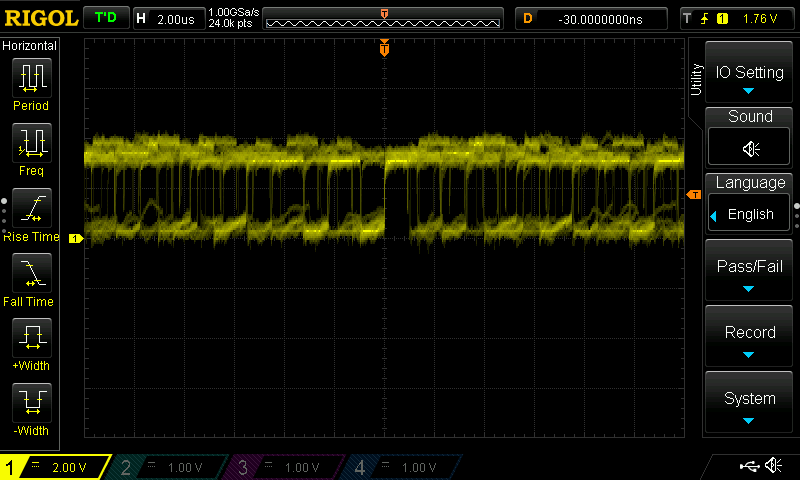 RIGOL T'D H 2.00us 1.00GSa/s 24.0k pts T D -30.0000000ns T 1 1.76 V
Horizontal
Period
Freq
Rise Time
Fall Time
+Width
-Width
T
T
1
Utility
IO Setting
Sound
Language
English
Pass/Fail
Record
System
1 2.00 V 2 1.00 V 3 1.00 V 4 1.00 V